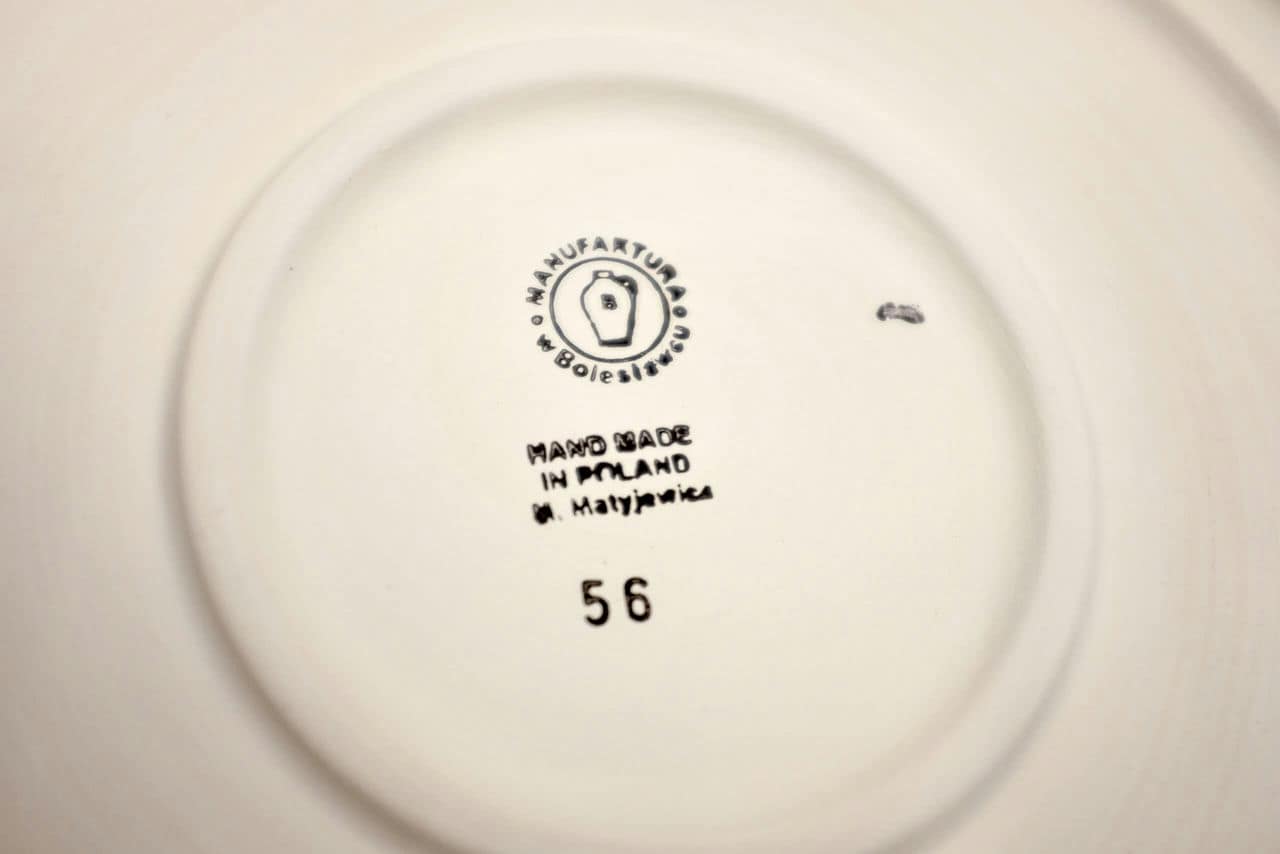 MANUFAKTURA
w Bolesławcu
HAND MADE
IN POLAND
M. Matyjewicz
56